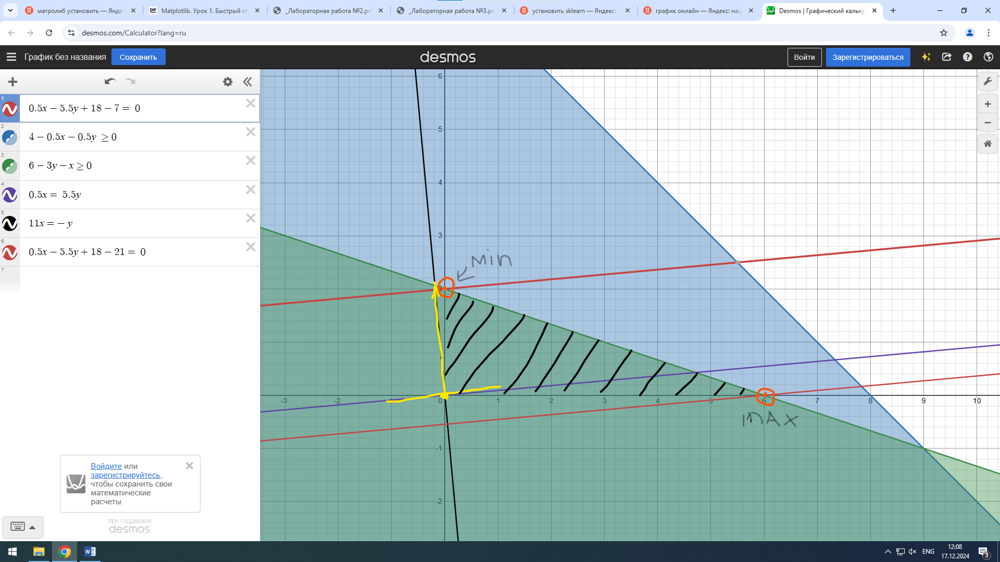 матролиб установить — Яндек
Matplotlib. Урок 1. Быстрый ст
_Лабораторная работа №2.pd
_Лабораторная работа №3.pd
установить sklearn — Яндекс:
график онлайн — Яндекс: наш
Desmos | Графический кальку
desmos.com/Calculator?lang=ru
График без названия
Сохранить
desmos
Войти
Зарегистрироваться
1
0.5x − 5.5y + 18 − 7 = 0
2
4 − 0.5x − 0.5y ≥ 0
3
6 − 3y − x ≥ 0
4
0.5x = 5.5y
5
11x = − y
6
0.5x − 5.5y + 18 − 21 = 0
7
6
5
4
3
Min
-3
-2
0
1
2
3
4
5
6
7
8
9
10
MAX
-1
-2
Войдите или
зарегистрируйтесь,
чтобы сохранить свои
математические
расчеты.
при поддержке
desmos
ENG
12:08
17.12.2024
3